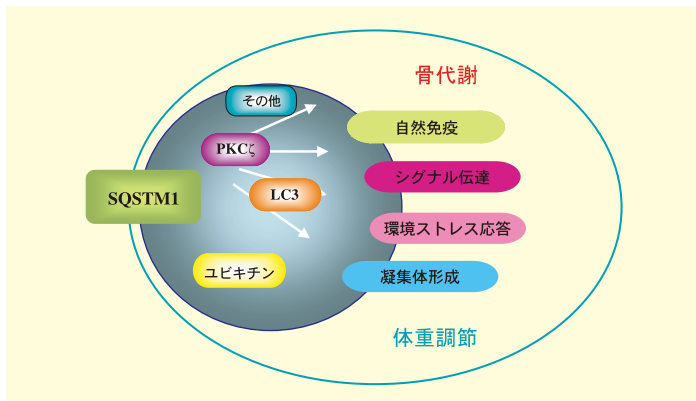 骨代謝
その他
自然免疫
PKCζ
シグナル伝達
SQSTM1
LC3
環境ストレス応答
ユビキチン
凝集体形成
体重調節